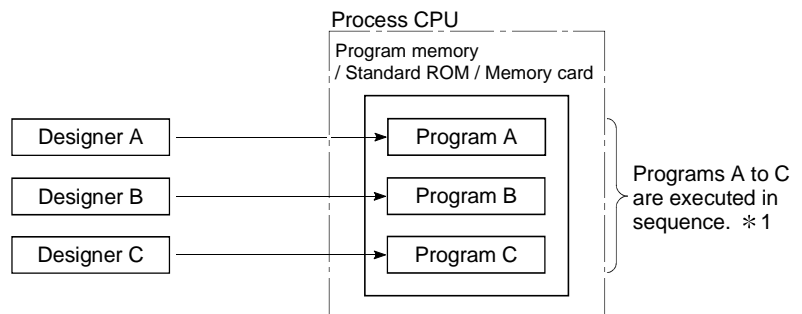 Process CPU
Program memory
/ Standard ROM / Memory card
Designer A
Program A
Designer B
Program B
Designer C
Program C
Programs A to C
are executed in
sequence. ＊1